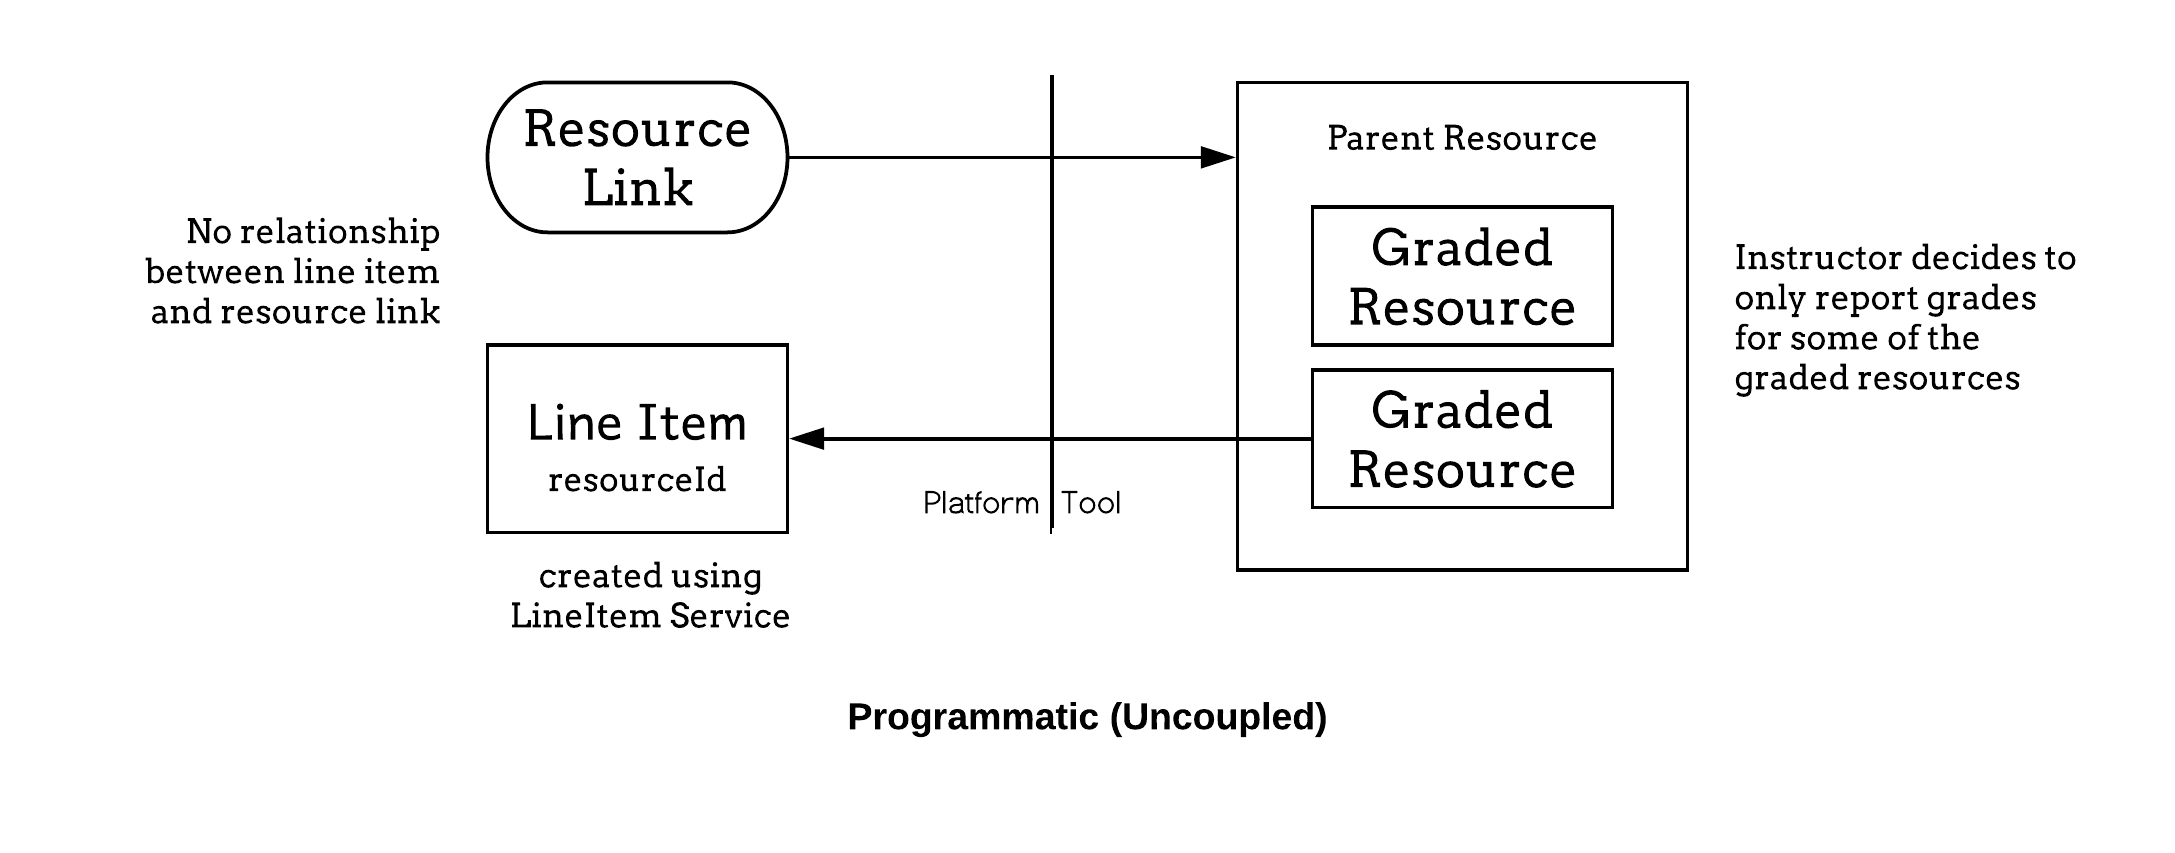 Resource
Link
Parent Resource
No relationship
between line item
and resource link
Graded
Resource
Instructor decides to
only report grades
for some of the
graded resources
Line Item
resourceId
Graded
Resource
Platform
Tool
created using
LineItem Service
Programmatic (Uncoupled)